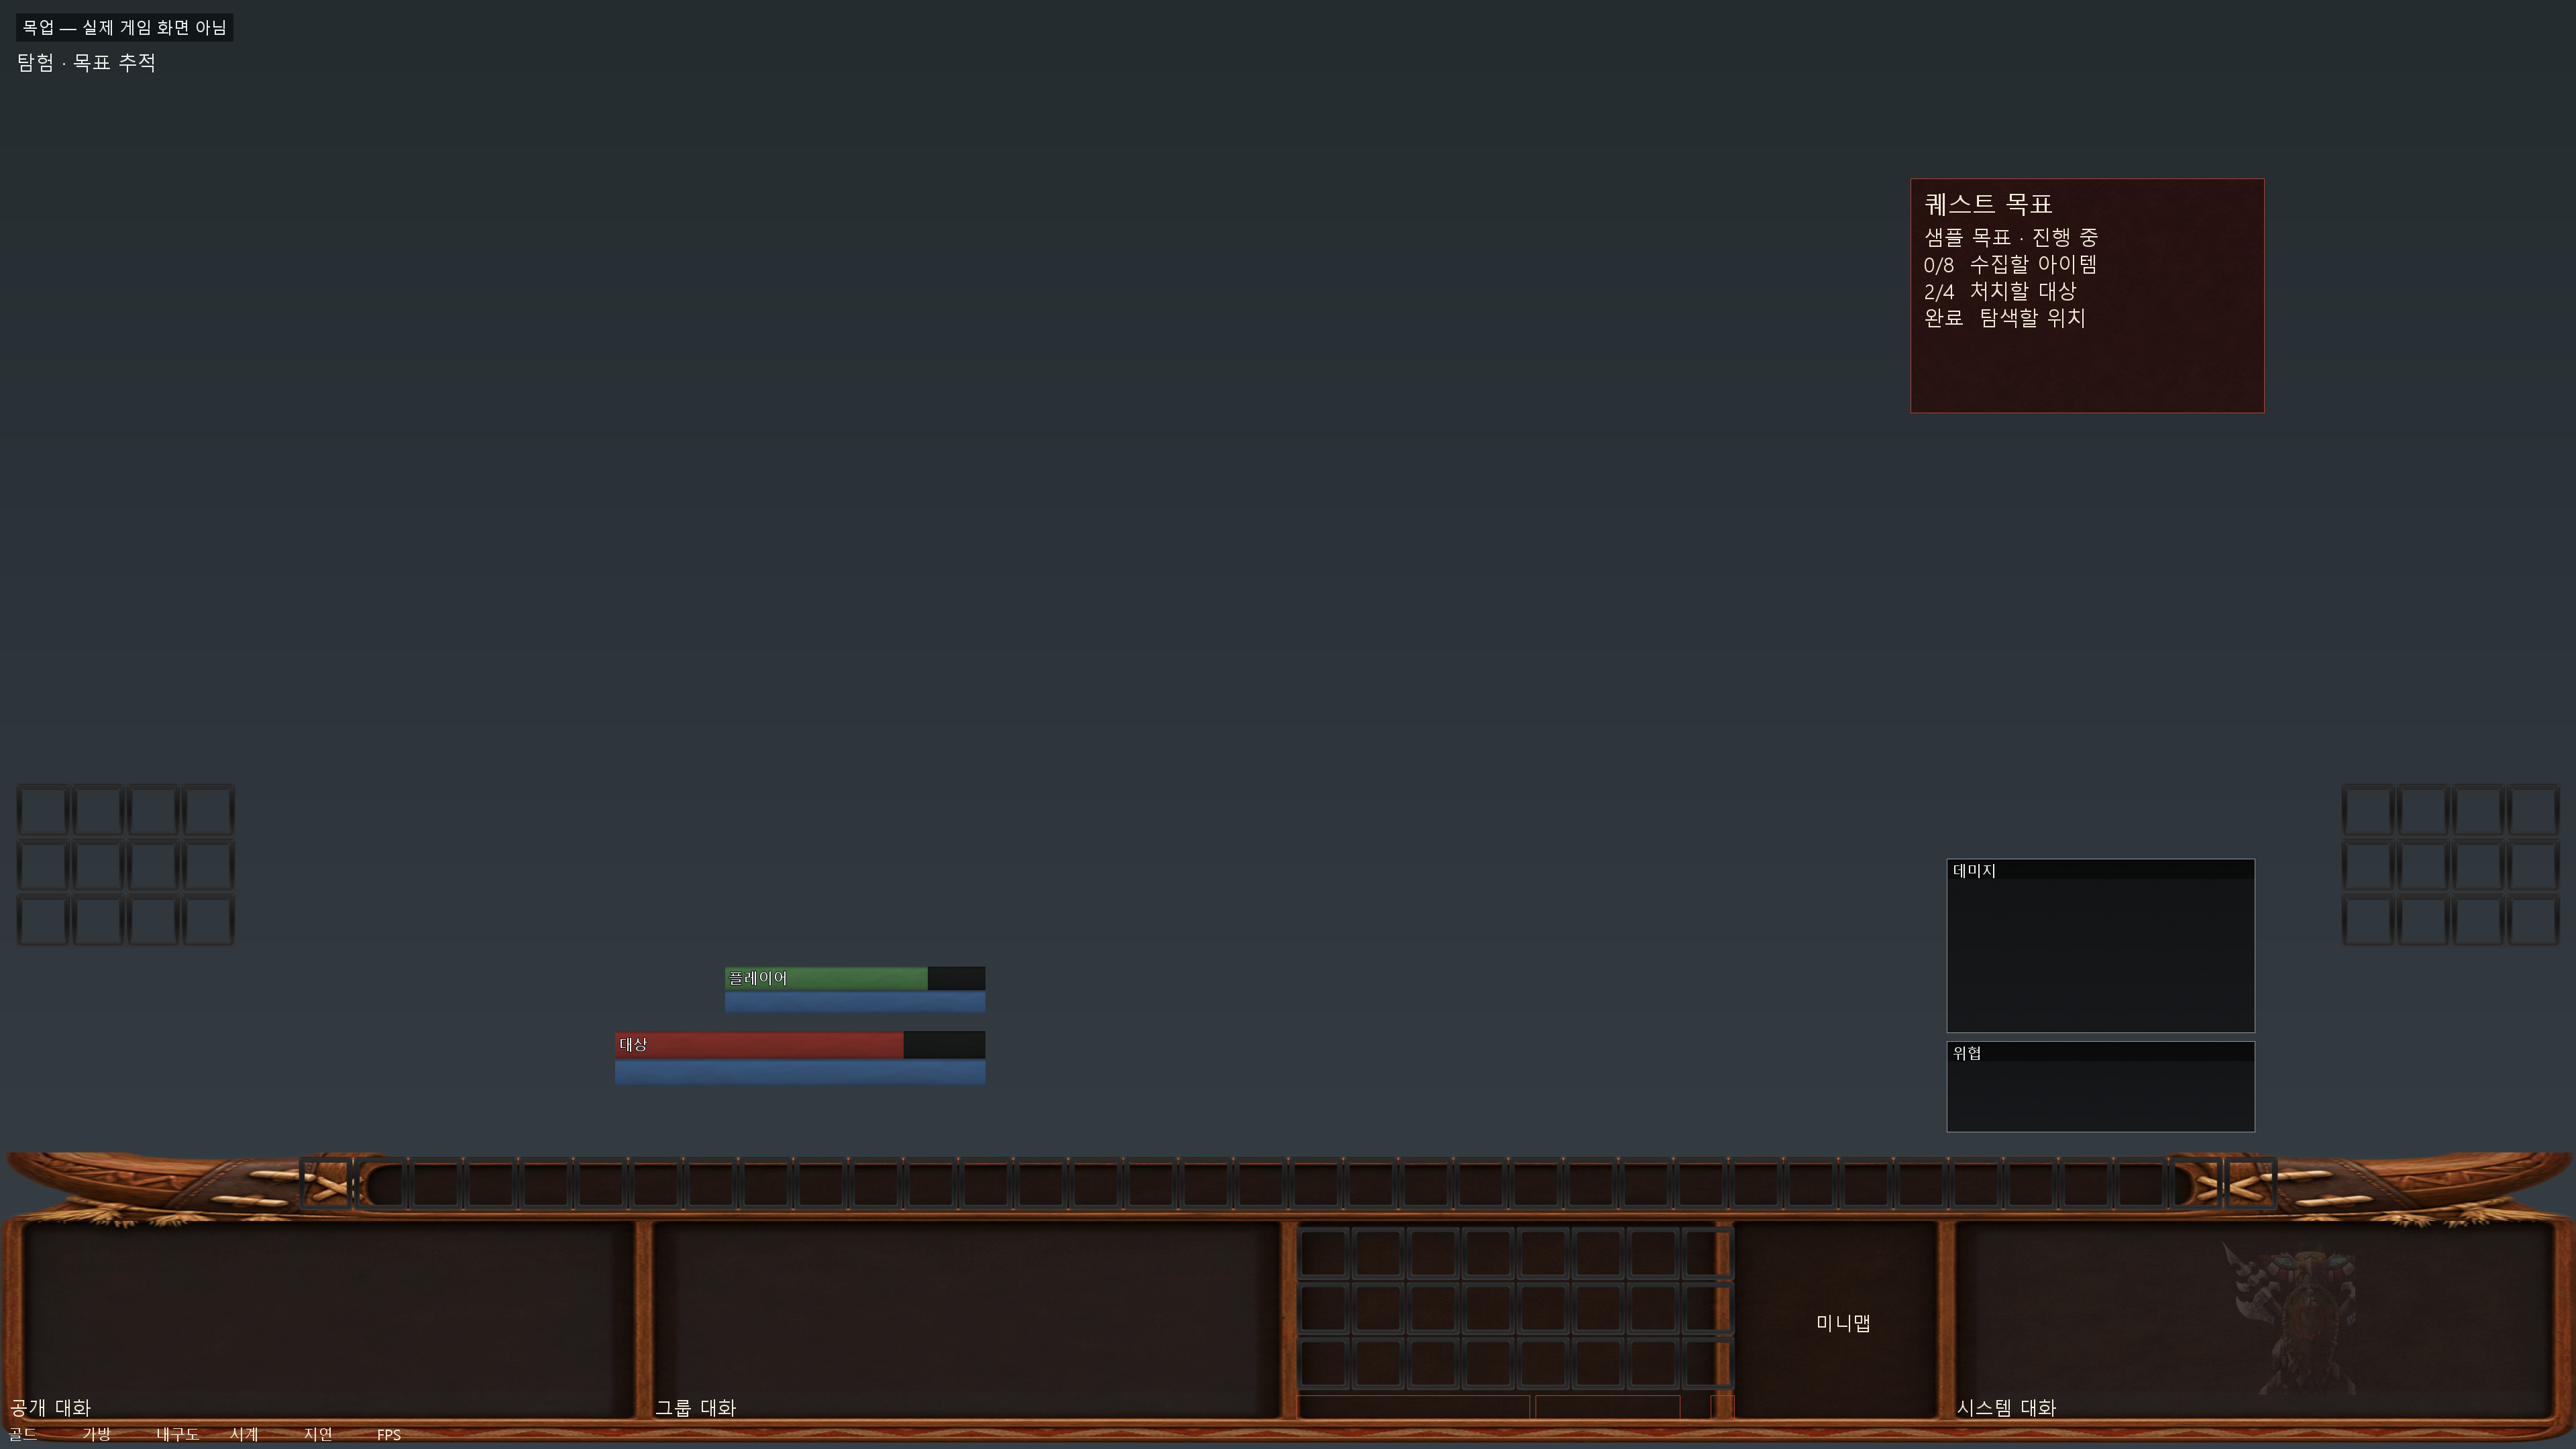 목업 — 실제 게임 화면 아님
탐험 · 목표 추적
퀘스트 목표
샘플 목표 · 진행 중
0/8 수집할 아이템
2/4 처치할 대상
완료 탐색할 위치
데미지
플레이어
대상
위협
미니맵
공개 대화
그룹 대화
시스템 대화
골드 가방 내구도 시계 지연 FPS